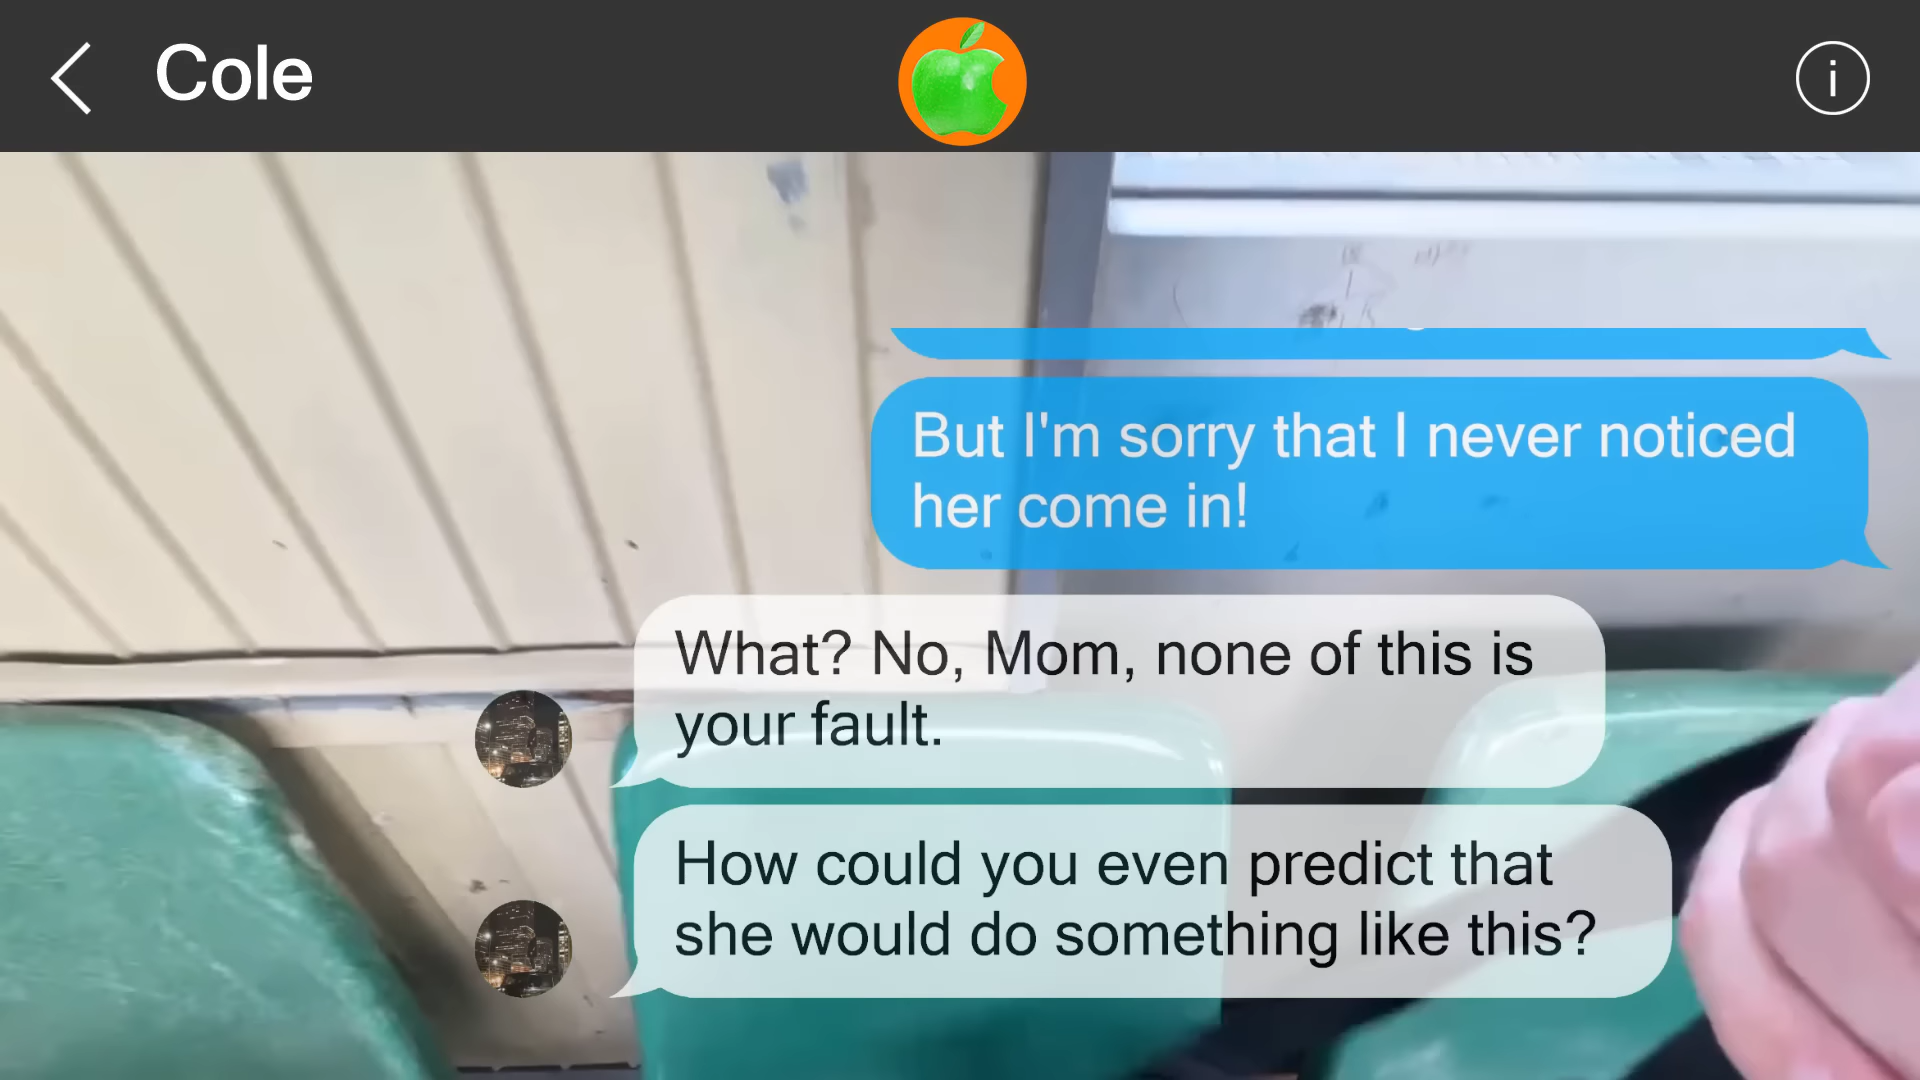 Cole
i
But I'm sorry that I never noticed
her come in!
What? No, Mom, none of this is
your fault.
How could you even predict that
she would do something like this?